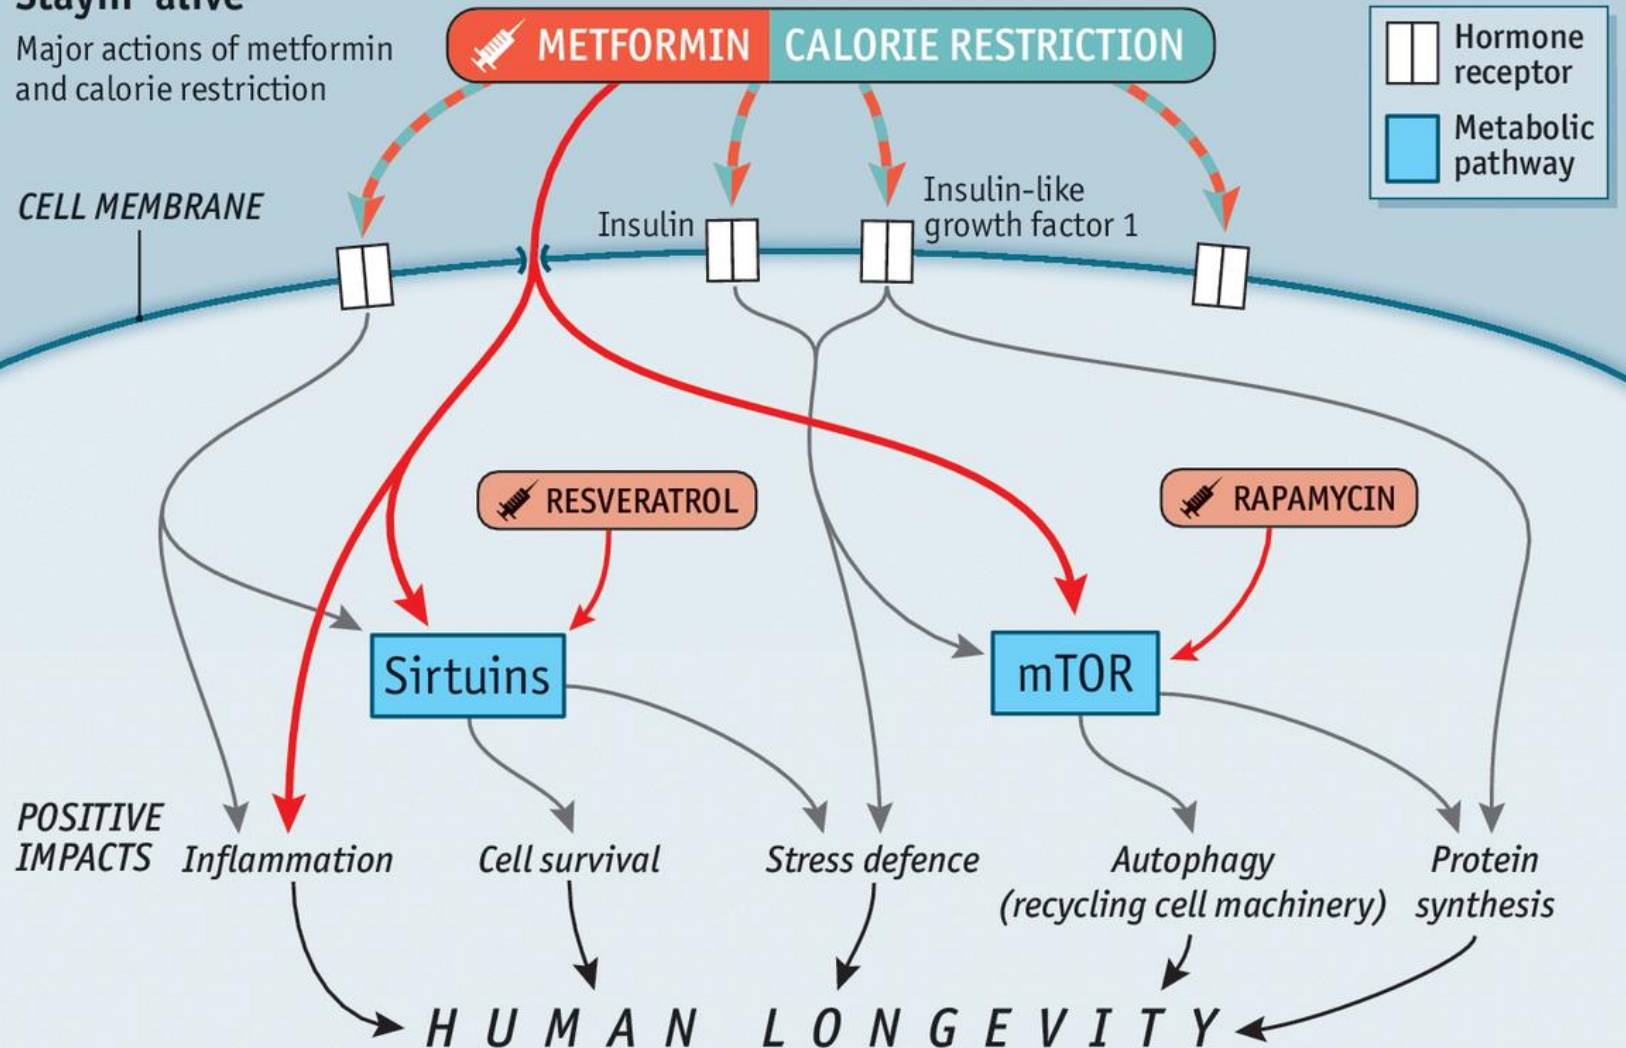 Stayin' alive
Major actions of metformin
and calorie restriction
METFORMIN CALORIE RESTRICTION
Hormone
receptor
Metabolic
pathway
CELL MEMBRANE
Insulin
Insulin-like
growth factor 1
RESVERATROL
RAPAMYCIN
Sirtuins
mTOR
POSITIVE
IMPACTS
Inflammation
Cell survival
Stress defence
Autophagy
(recycling cell machinery)
Protein
synthesis
HUMAN LONGEVITY